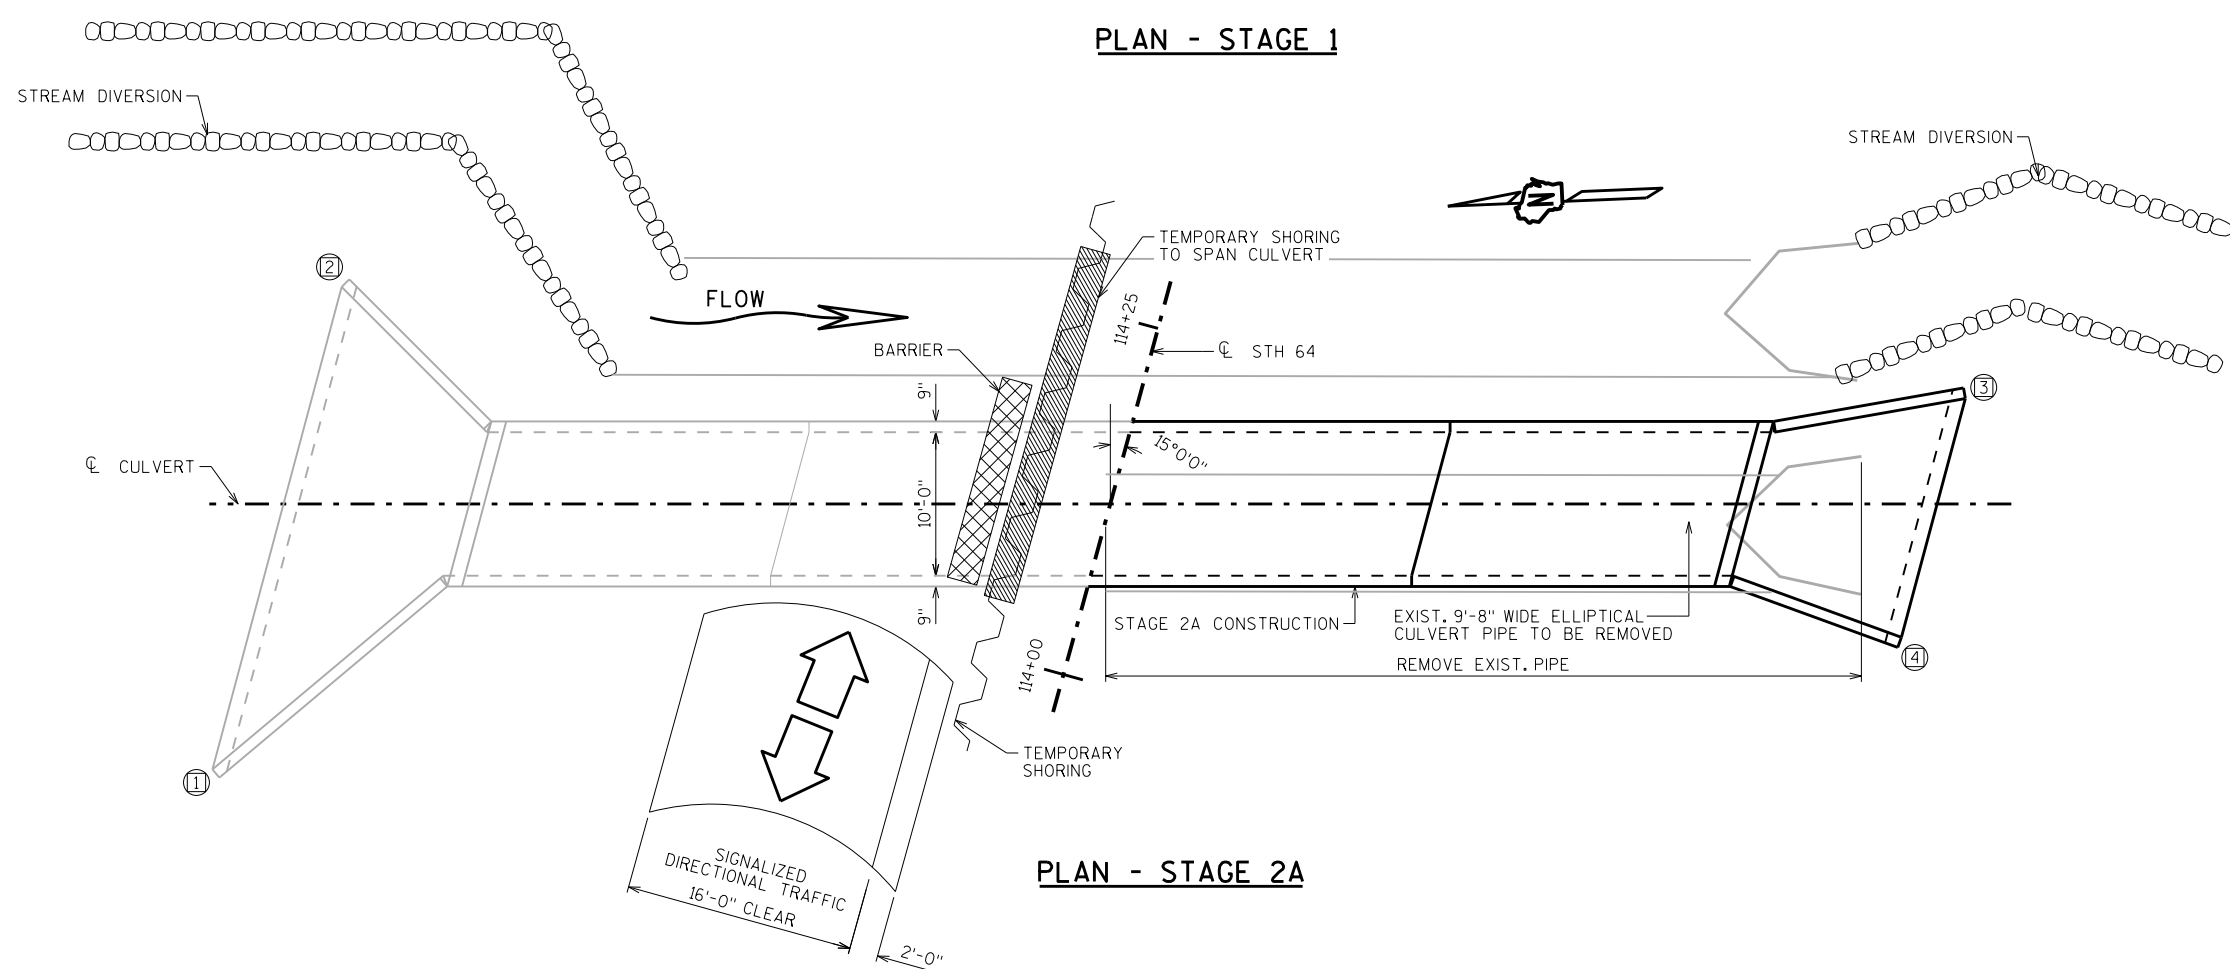 PLAN - STAGE 1
STREAM DIVERSION
STREAM DIVERSION
N
TEMPORARY SHORING
TO SPAN CULVERT
2
FLOW
114+25
BARRIER
℄ STH 64
9"
3
15°0'0"
℄ CULVERT
10'-0"
9"
STAGE 2A CONSTRUCTION
EXIST. 9'-8" WIDE ELLIPTICAL
CULVERT PIPE TO BE REMOVED
REMOVE EXIST. PIPE
4
114+00
TEMPORARY
SHORING
1
SIGNALIZED
DIRECTIONAL TRAFFIC
16'-0" CLEAR
2'-0"
PLAN - STAGE 2A